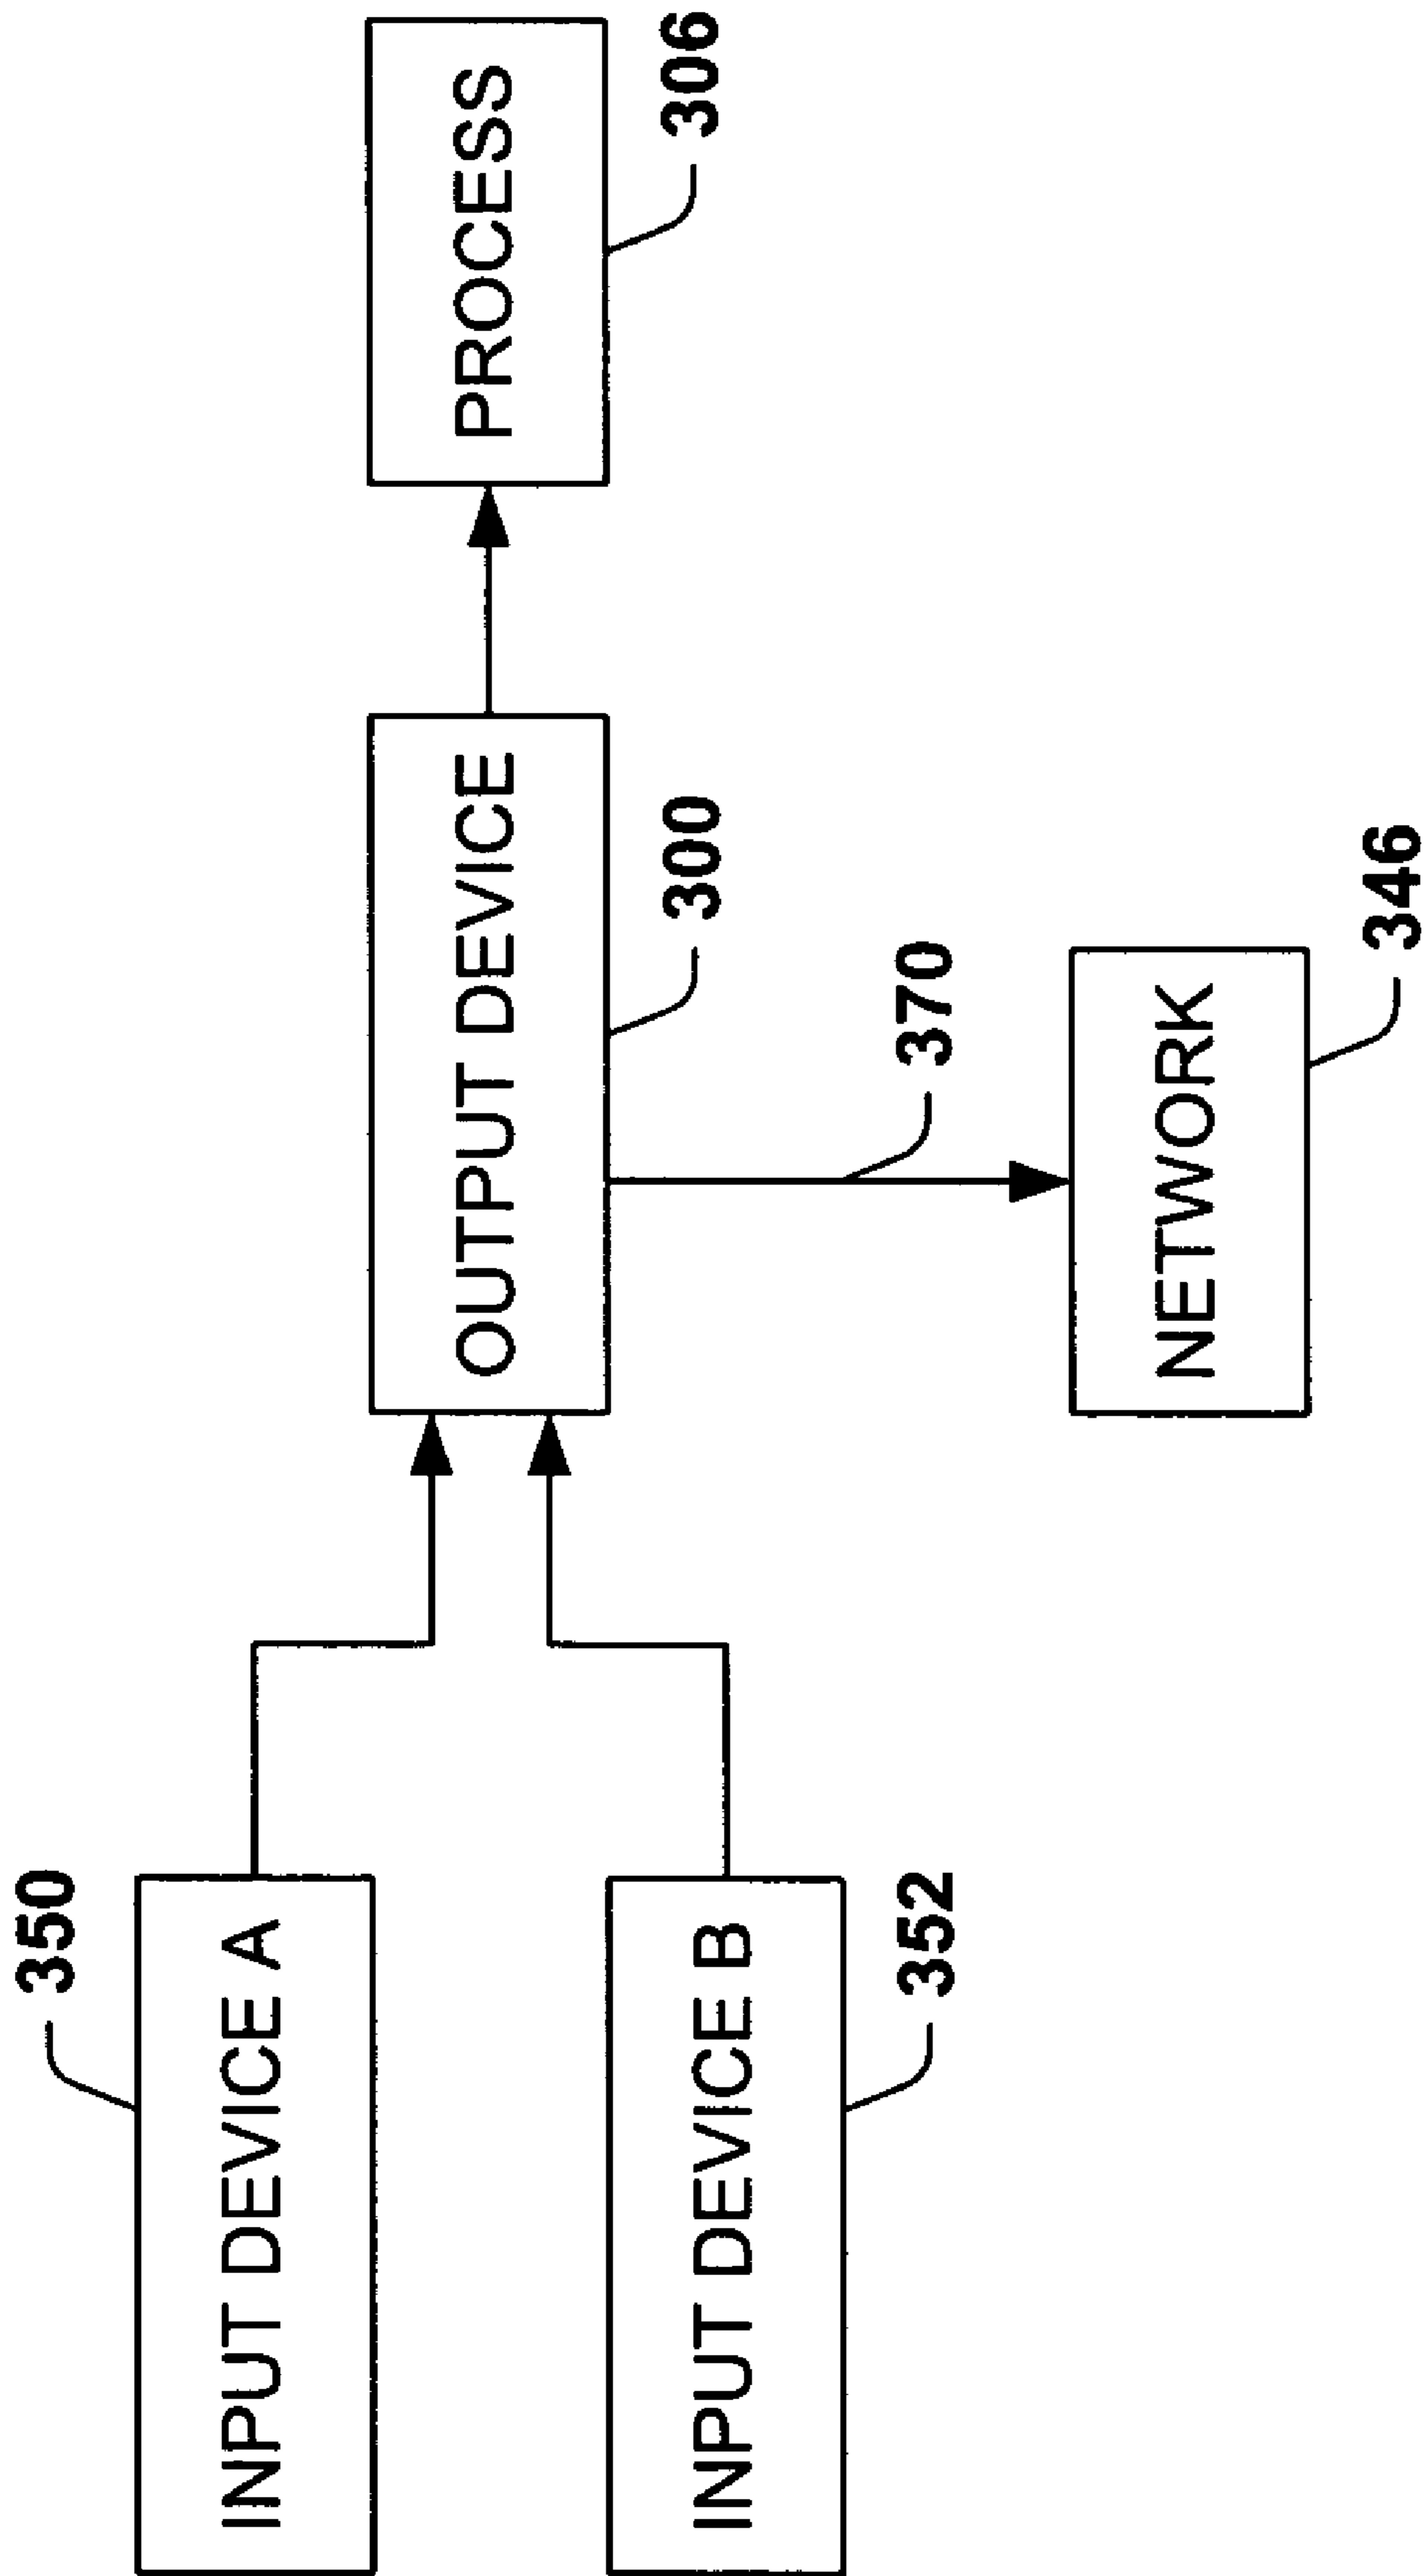 350
INPUT DEVICE A
INPUT DEVICE B
352
OUTPUT DEVICE
300
370
PROCESS
306
NETWORK
346